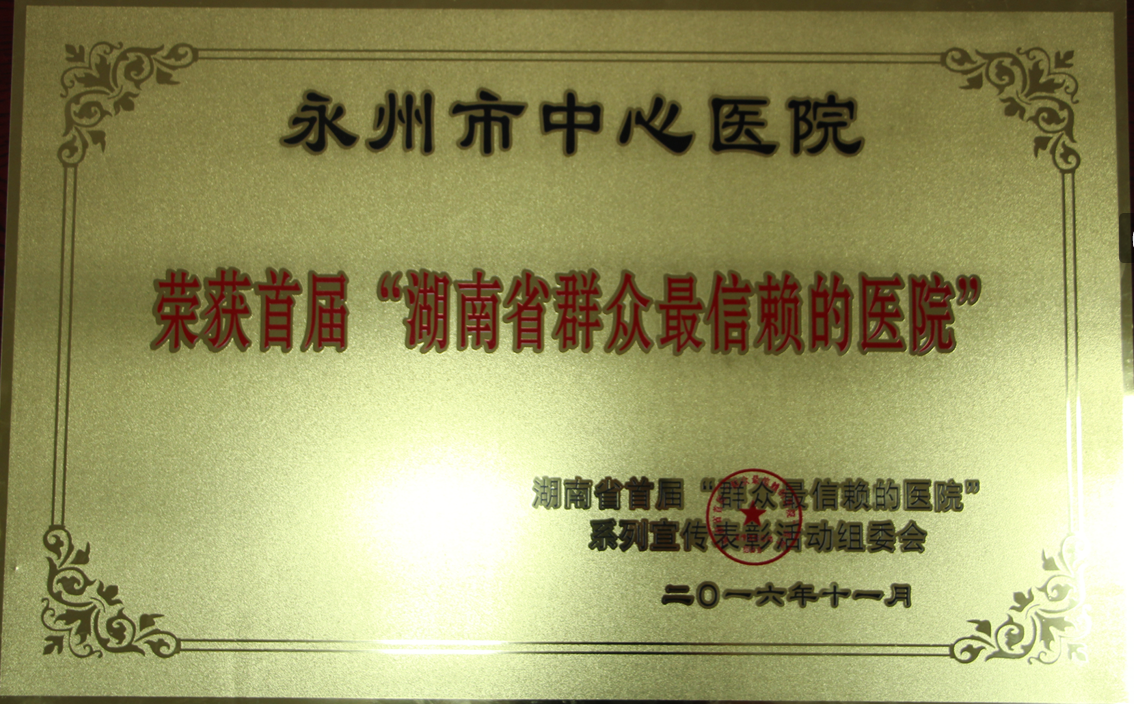 永州市中心医院
荣获首届“湖南省群众最信赖的医院”
湖南省首届“群众最信赖的医院”
系列宣传表彰活动组委会
二〇一六年十一月